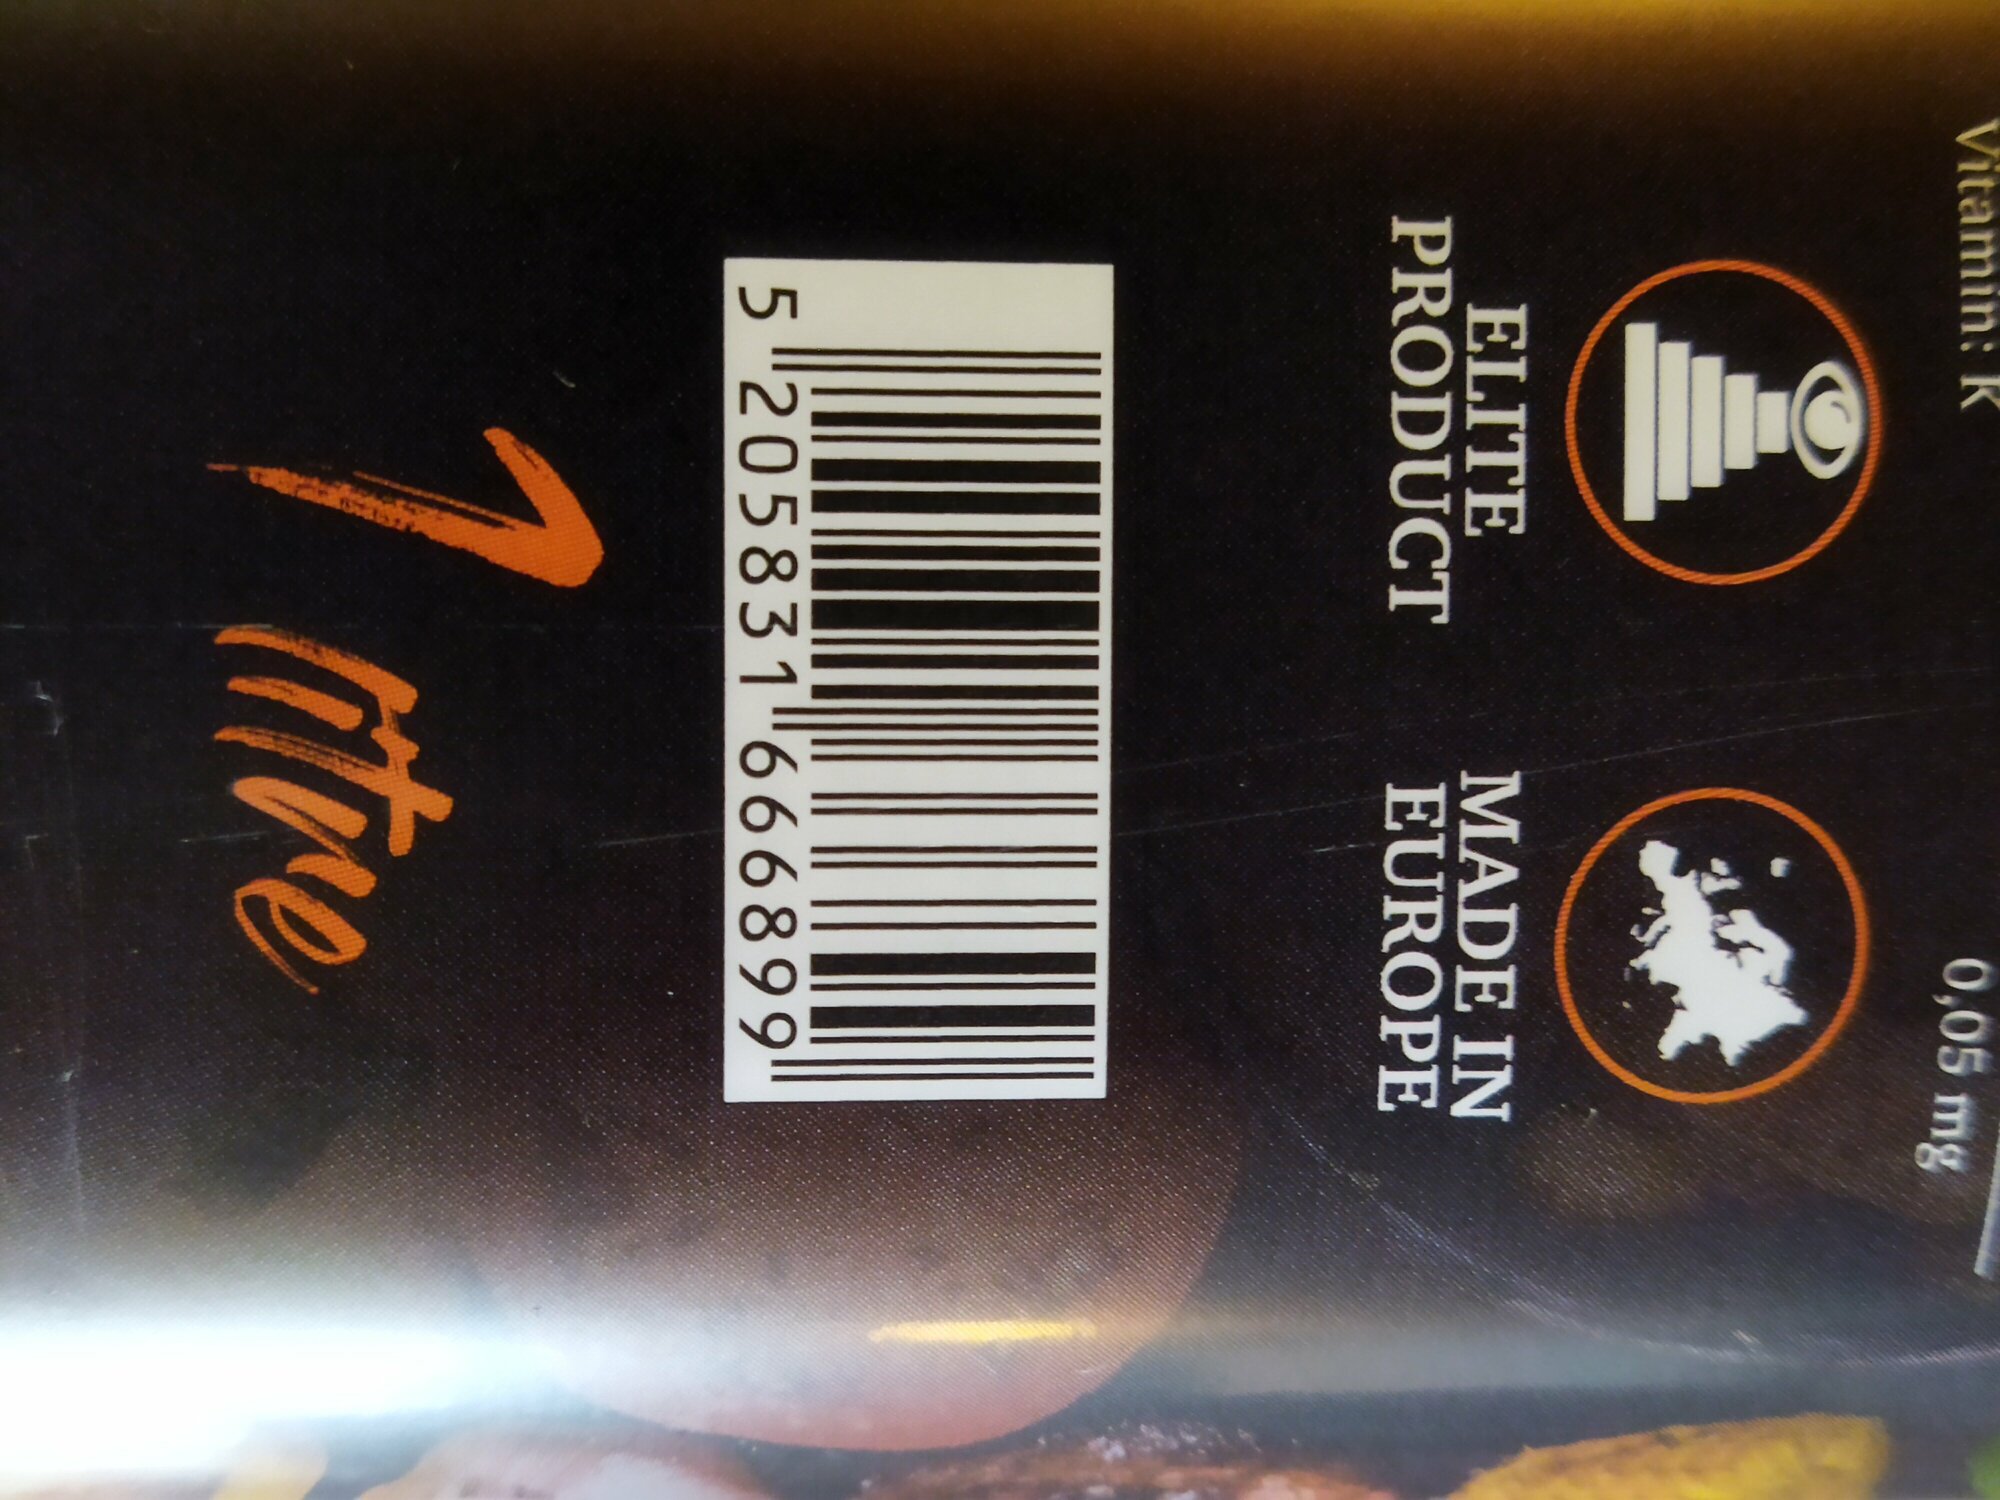 Vitamin: K
0,05 mg
ELITE
PRODUCT
MADE IN
EUROPE
5 205831 666899
1 litre